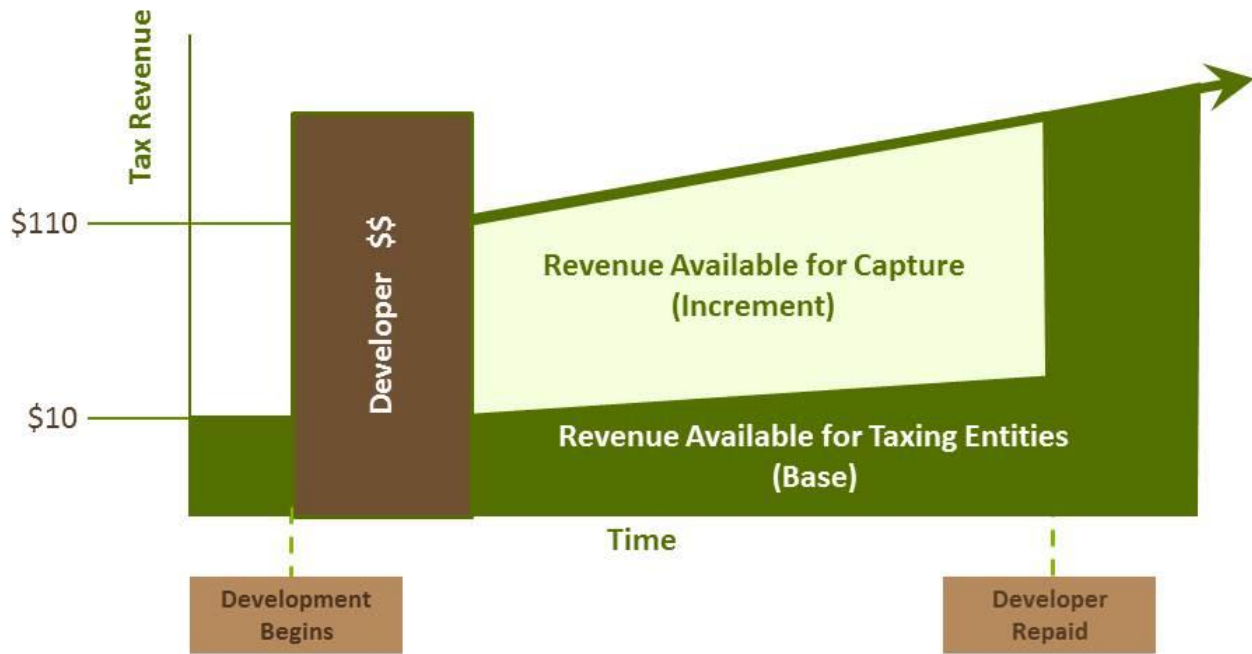 Tax Revenue
$110
$10
Developer $$
Revenue Available for Capture
(Increment)
Revenue Available for Taxing Entities
(Base)
Time
Development
Begins
Developer
Repaid